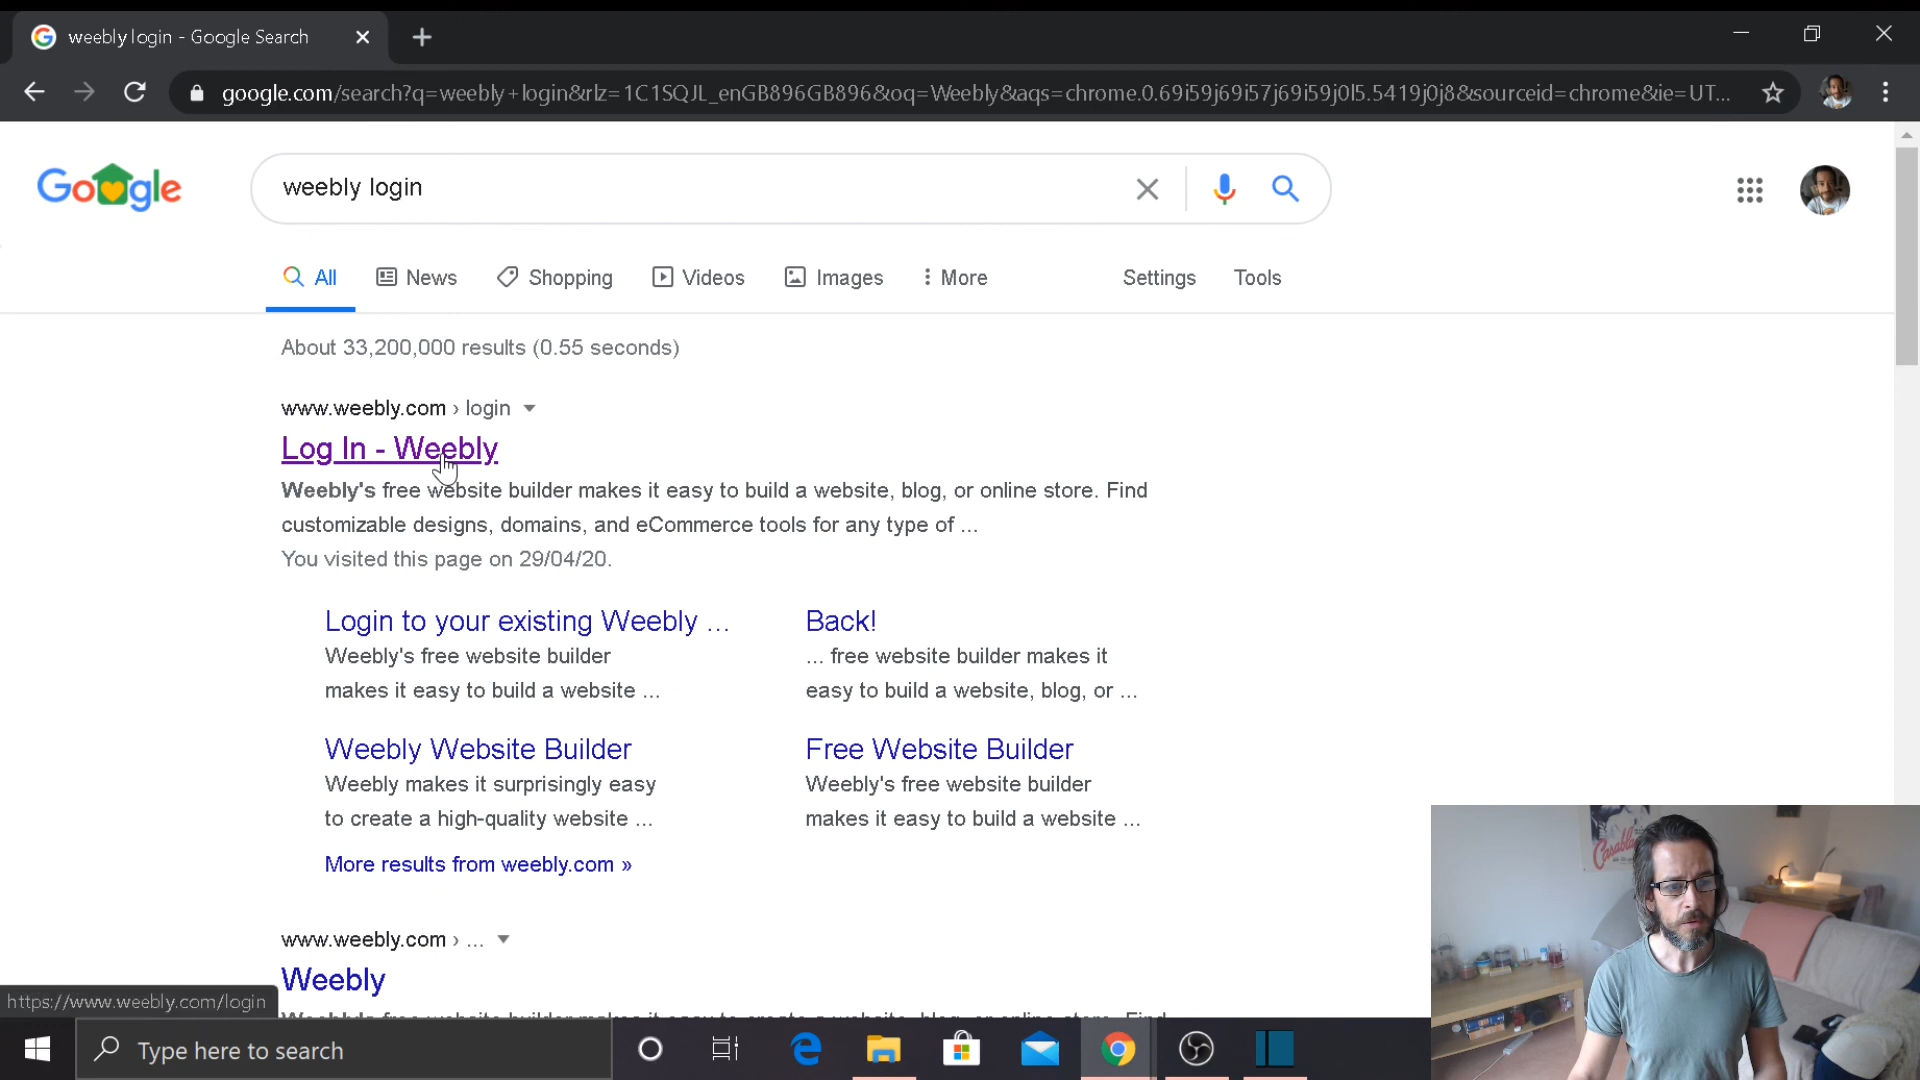 weebly login - Google Search
google.com/search?q=weebly+login&rlz=1C1SQJL_enGB896GB896&oq=Weebly&aqs=chrome.0.69i59j69i57j69i59j0l5.5419j0j8&sourceid=chrome&ie=UT...
Google
weebly login
All
News
Shopping
Videos
Images
More
Settings
Tools
About 33,200,000 results (0.55 seconds)
www.weebly.com › login
Log In - Weebly
Weebly's free website builder makes it easy to build a website, blog, or online store. Find
customizable designs, domains, and eCommerce tools for any type of ...
You visited this page on 29/04/20.
Login to your existing Weebly ...
Weebly's free website builder
makes it easy to build a website ...
Back!
... free website builder makes it
easy to build a website, blog, or ...
Weebly Website Builder
Weebly makes it surprisingly easy
to create a high-quality website ...
Free Website Builder
Weebly's free website builder
makes it easy to build a website ...
More results from weebly.com »
www.weebly.com › ...
Weebly
https://www.weebly.com/login
Type here to search
Casablanca